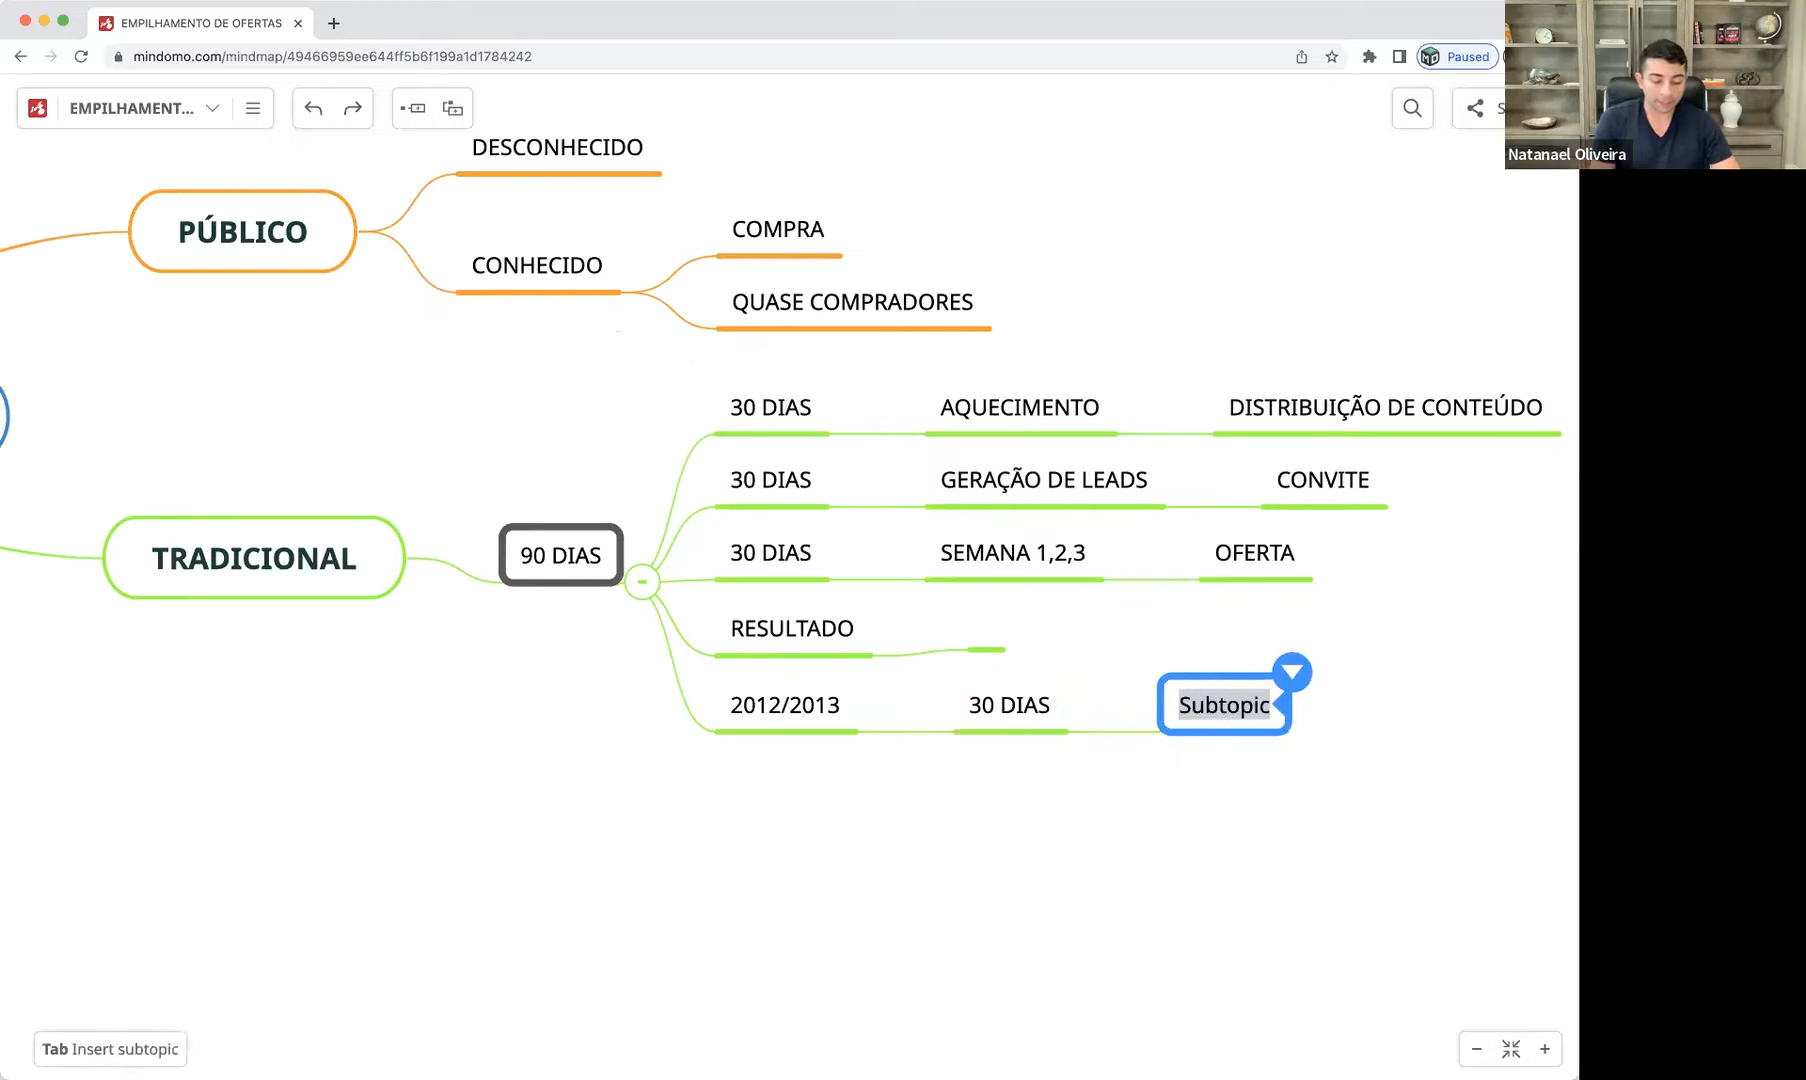 EMPILHAMENTO DE OFERTAS
mindomo.com/mindmap/49466959ee644ff5b6f199a1d1784242
Paused
EMPILHAMENT...
S
Natanael Oliveira
DESCONHECIDO
PÚBLICO
COMPRA
CONHECIDO
QUASE COMPRADORES
30 DIAS AQUECIMENTO DISTRIBUIÇÃO DE CONTEÚDO
30 DIAS GERAÇÃO DE LEADS CONVITE
TRADICIONAL 90 DIAS 30 DIAS SEMANA 1,2,3 OFERTA
RESULTADO
2012/2013 30 DIAS Subtopic
Tab Insert subtopic